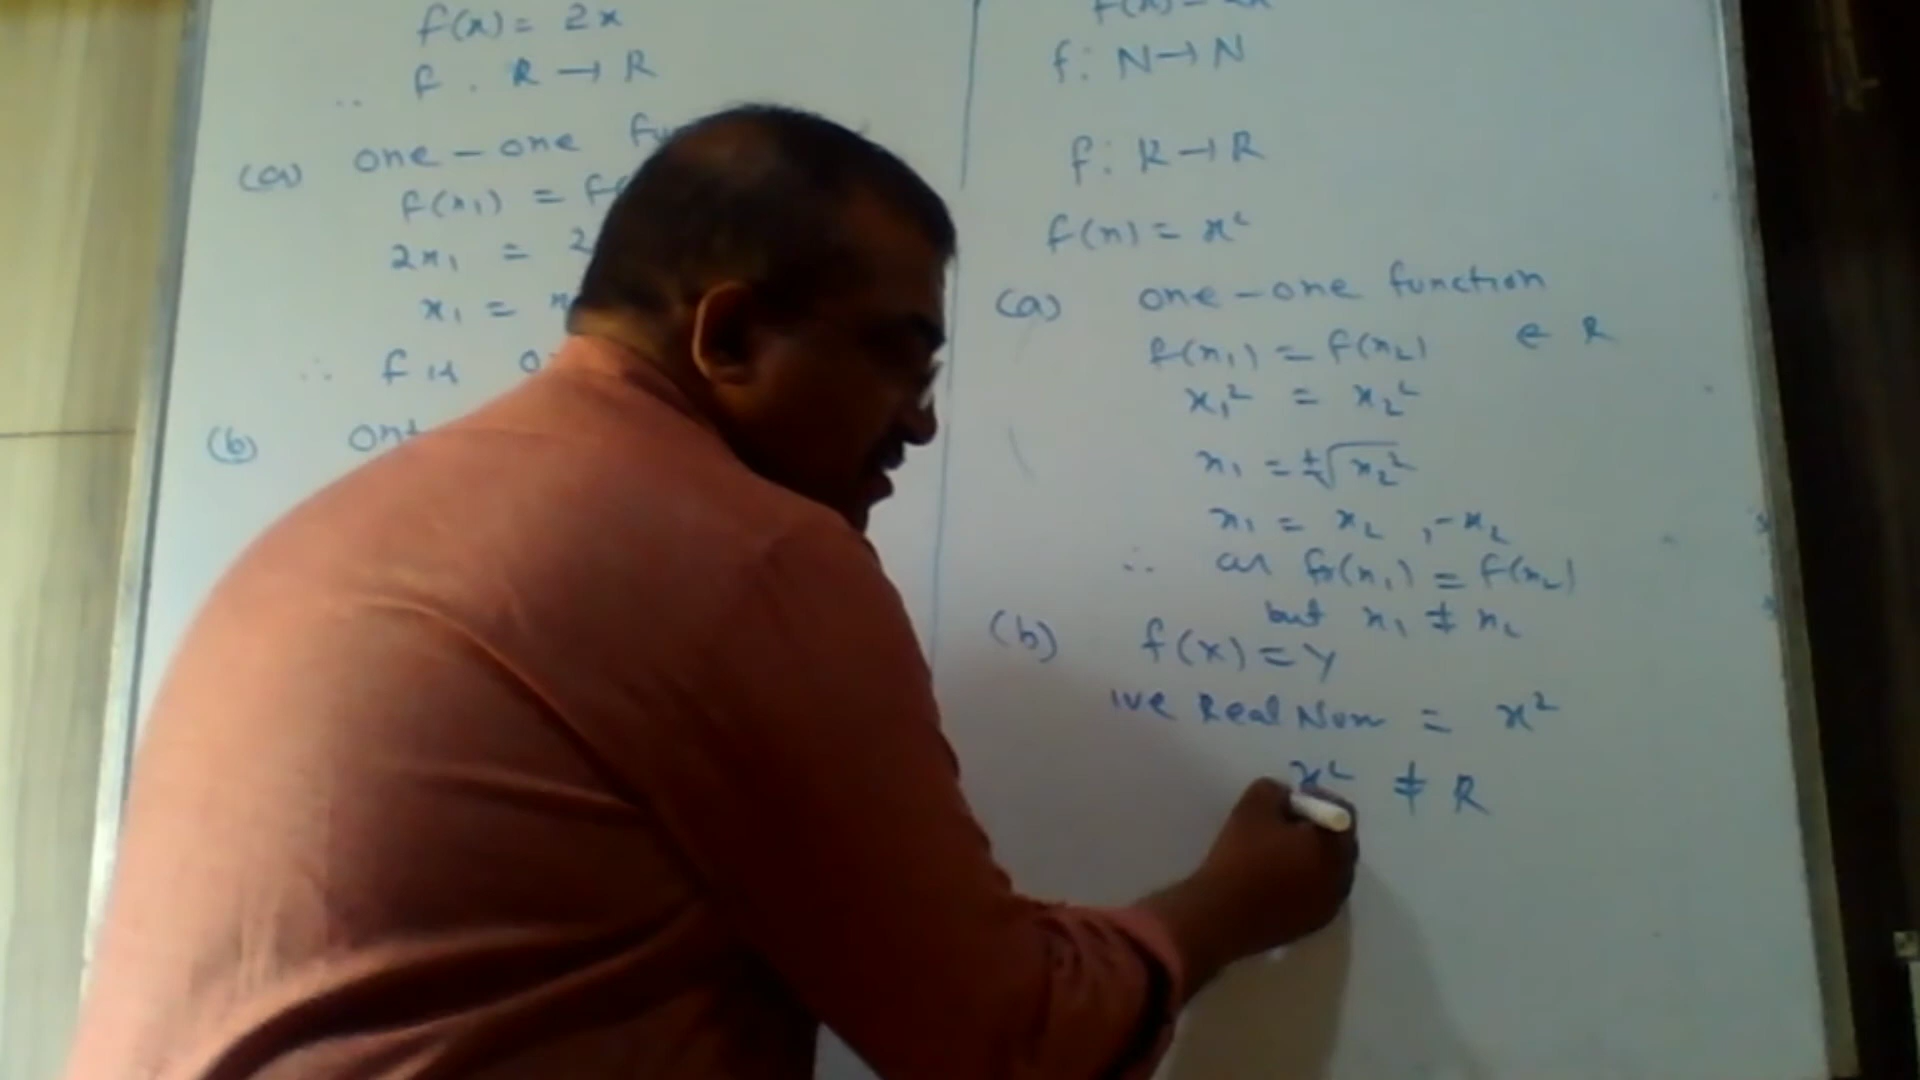 f(x) = 2x
∴ f : R → R
(a) one-one fu
f(x₁) = f(
2x₁ = 2
x₁ = x
∴ f is o
(b) ont
f: N → N
f: R → R
f(x) = x²
(a) one-one function
f(x₁) = f(x₂) ∈ R
x₁² = x₂²
x₁ = ±√x₂²
x₁ = x₂ , -x₂
∴ as f(x₁) = f(x₂)
but x₁ ≠ x₂
(b) f(x) = y
Real Num = x²
x² ≠ R